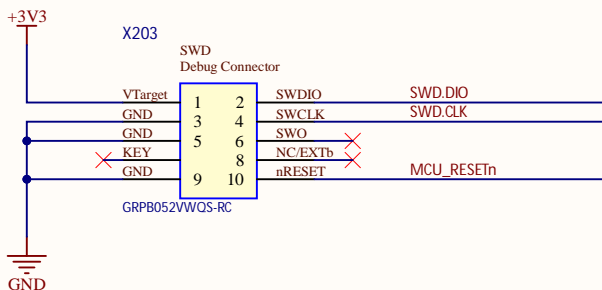 +3V3
X203
SWD
Debug Connector
VTarget 1 2 SWDIO SWD.DIO
GND 3 4 SWCLK SWD.CLK
GND 5 6 SWO
KEY 8 NC/EXTb
GND 9 10 nRESET MCU_RESETn
GRPB052VWQS-RC
GND